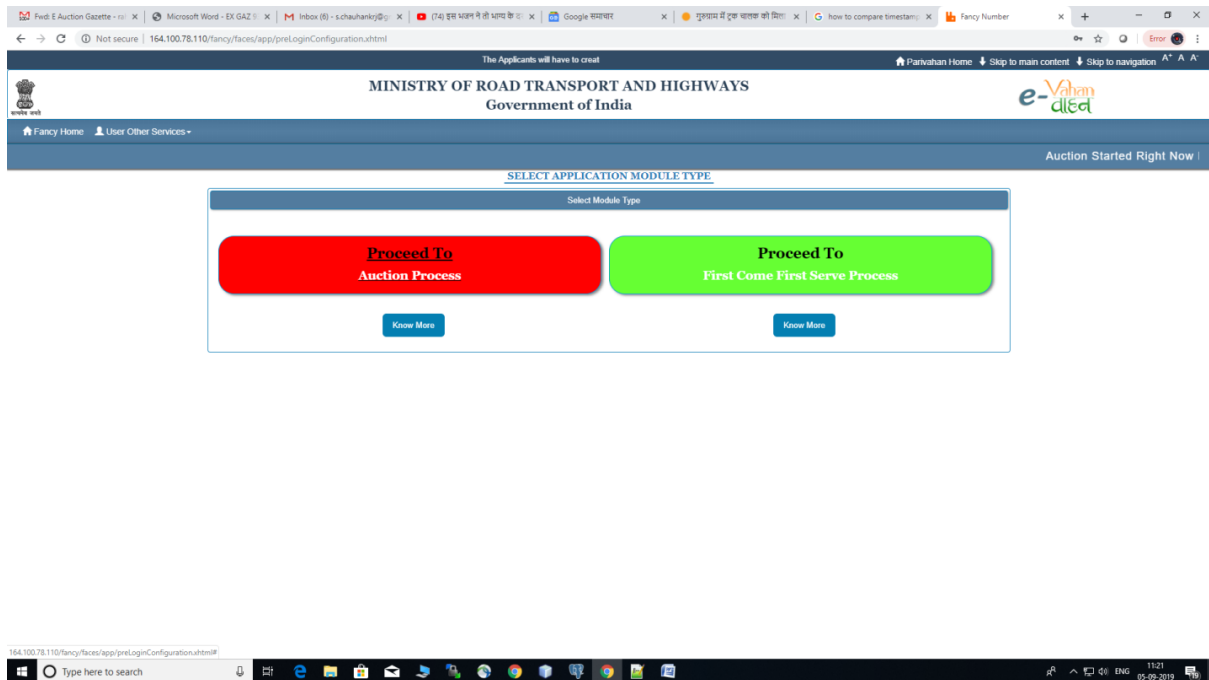 Fwd: E Auction Gazette - ra
Microsoft Word - EX GAZ 9
Inbox (6) - s.chauhankrj@g
(74) इस भजन ने तो भाग्य के द
Google समाचार
गुरुग्राम में ट्रक चालक को मिला
how to compare timestamp
Fancy Number
Not secure | 164.100.78.110/fancy/faces/app/preLoginConfiguration.xhtml
Error
The Applicants will have to creat
Parivahan Home Skip to main content Skip to navigation A+ A A-
सत्यमेव जयते
MINISTRY OF ROAD TRANSPORT AND HIGHWAYS
Government of India
e-Vahan
वाहन
Fancy Home User Other Services
Auction Started Right Now
SELECT APPLICATION MODULE TYPE
Select Module Type
Proceed To
Auction Process
Proceed To
First Come First Serve Process
Know More
Know More
164.100.78.110/fancy/faces/app/preLoginConfiguration.xhtml#
Type here to search
ENG
11:21
05-09-2019